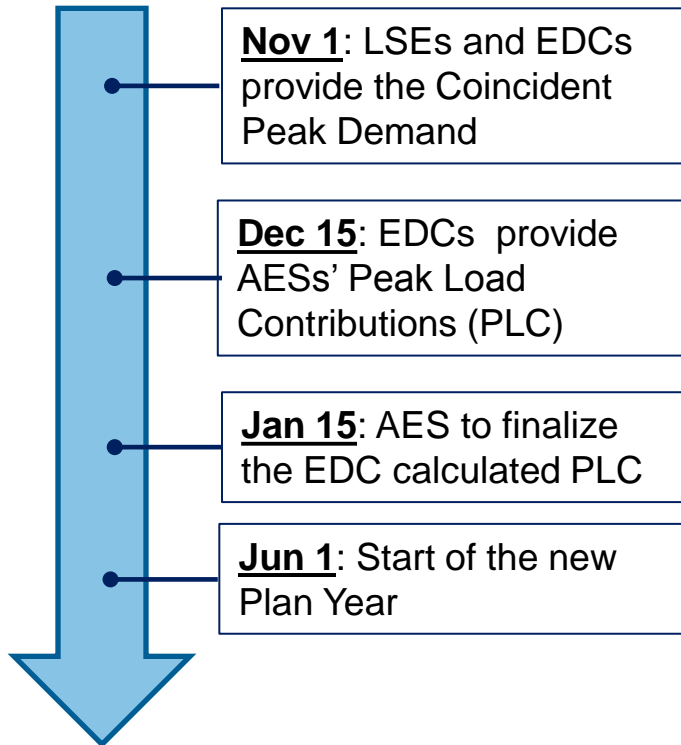 Nov 1: LSEs and EDCs
provide the Coincident
Peak Demand
Dec 15: EDCs provide
AESs’ Peak Load
Contributions (PLC)
Jan 15: AES to finalize
the EDC calculated PLC
Jun 1: Start of the new
Plan Year